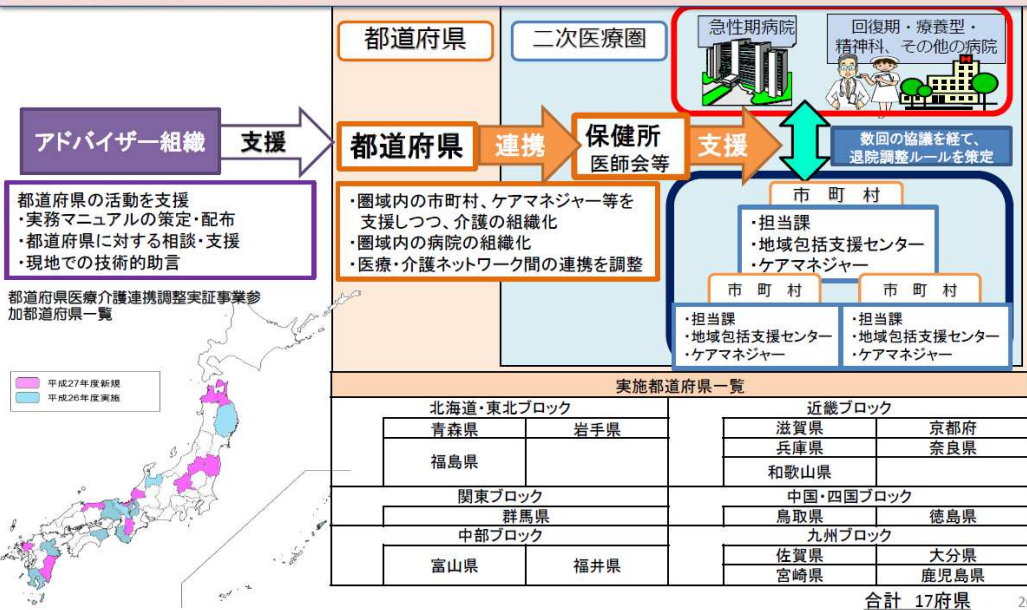 都道府県
二次医療圏
急性期病院
回復期・療養型・
精神科、その他の病院
アドバイザー組織
支援
都道府県
連携
保健所
医師会等
支援
数回の協議を経て、
退院調整ルールを策定
都道府県の活動を支援
・実務マニュアルの策定・配布
・都道府県に対する相談・支援
・現地での技術的助言
・圏域内の市町村、ケアマネジャー等を
支援しつつ、介護の組織化
・圏域内の病院の組織化
・医療・介護ネットワーク間の連携を調整
市 町 村
・担当課
・地域包括支援センター
・ケアマネジャー
市 町 村
・担当課
・地域包括支援センター
・ケアマネジャー
市 町 村
・担当課
・地域包括支援センター
・ケアマネジャー
都道府県医療介護連携調整実証事業参
加都道府県一覧
平成27年度新規
平成26年度実施
実施都道府県一覧
北海道・東北ブロック
近畿ブロック
青森県
岩手県
滋賀県
京都府
福島県
兵庫県
奈良県
和歌山県
関東ブロック
中国・四国ブロック
群馬県
鳥取県
徳島県
中部ブロック
九州ブロック
富山県
福井県
佐賀県
大分県
宮崎県
鹿児島県
合計 17府県